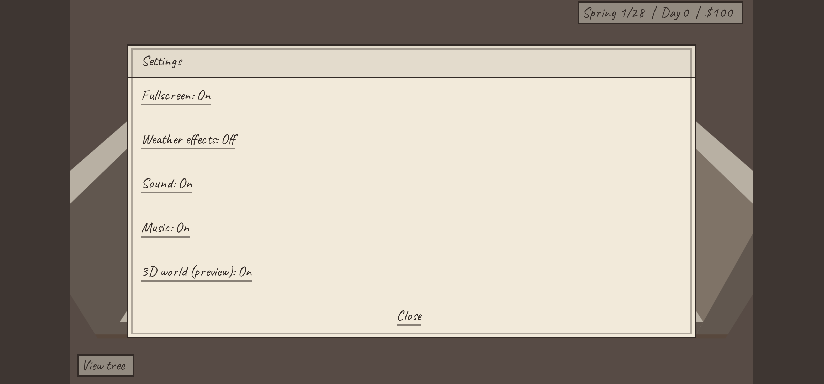 Spring 1/28 | Day 0 | $100
Settings
Fullscreen: On
Weather effects: Off
Sound: On
Music: On
3D world (preview): On
Close
View tree